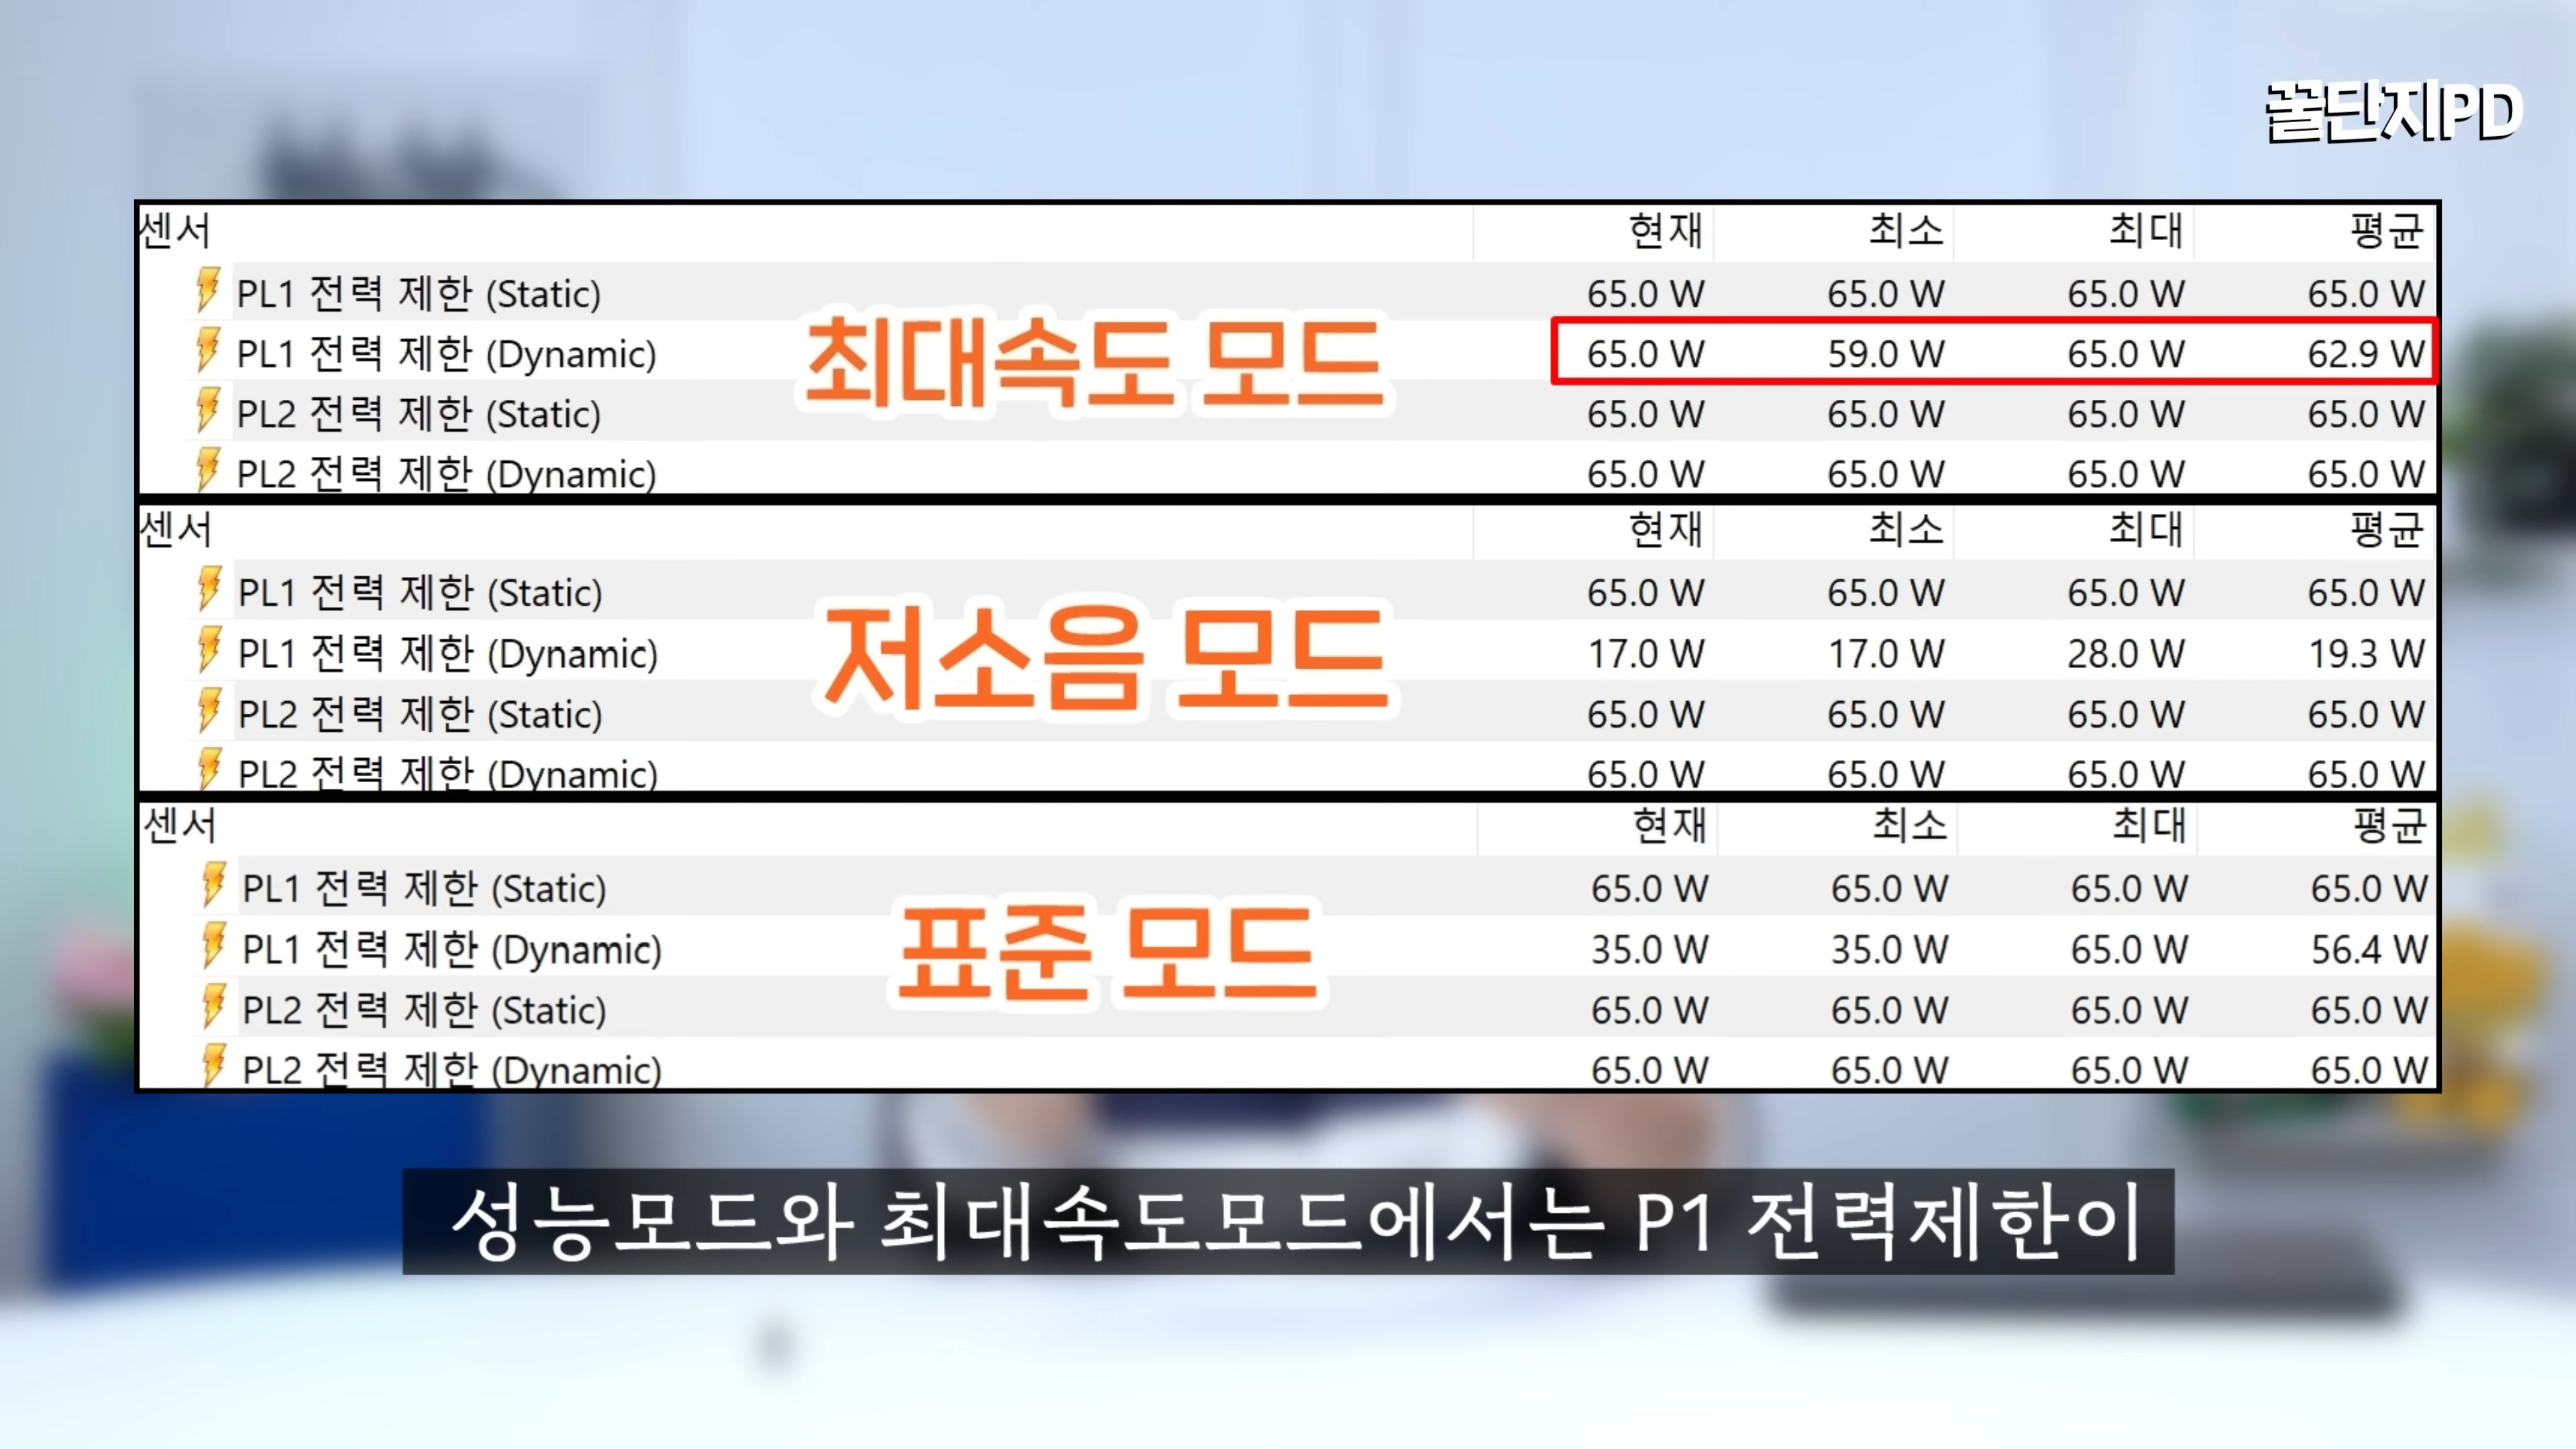 꿀단지PD
센서 현재 최소 최대 평균
PL1 전력 제한 (Static) 65.0 W 65.0 W 65.0 W 65.0 W
PL1 전력 제한 (Dynamic) 65.0 W 59.0 W 65.0 W 62.9 W
최대속도 모드
PL2 전력 제한 (Static) 65.0 W 65.0 W 65.0 W 65.0 W
PL2 전력 제한 (Dynamic) 65.0 W 65.0 W 65.0 W 65.0 W
센서 현재 최소 최대 평균
PL1 전력 제한 (Static) 65.0 W 65.0 W 65.0 W 65.0 W
PL1 전력 제한 (Dynamic) 17.0 W 17.0 W 28.0 W 19.3 W
저소음 모드
PL2 전력 제한 (Static) 65.0 W 65.0 W 65.0 W 65.0 W
PL2 전력 제한 (Dynamic) 65.0 W 65.0 W 65.0 W 65.0 W
센서 현재 최소 최대 평균
PL1 전력 제한 (Static) 65.0 W 65.0 W 65.0 W 65.0 W
PL1 전력 제한 (Dynamic) 35.0 W 35.0 W 65.0 W 56.4 W
표준 모드
PL2 전력 제한 (Static) 65.0 W 65.0 W 65.0 W 65.0 W
PL2 전력 제한 (Dynamic) 65.0 W 65.0 W 65.0 W 65.0 W
성능모드와 최대속도모드에서는 P1 전력제한이